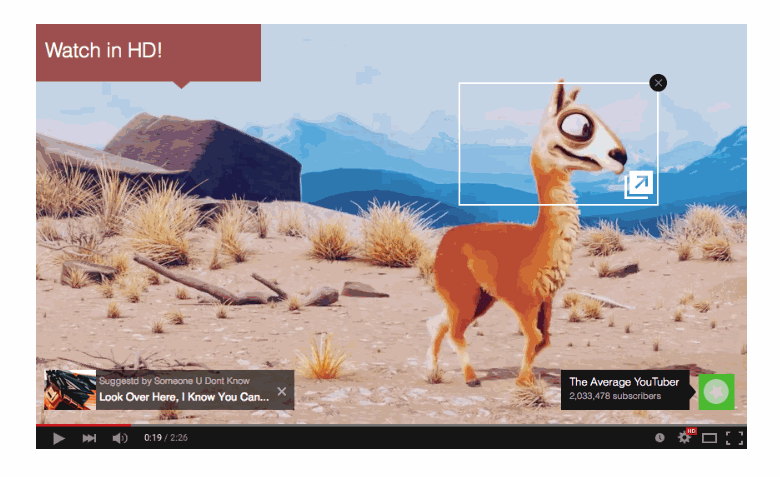 Watch in HD!
Suggestd by Someone U Dont Know
Look Over Here, I Know You Can...
The Average YouTuber
2,033,478 subscribers
0:19 / 2:26
HD